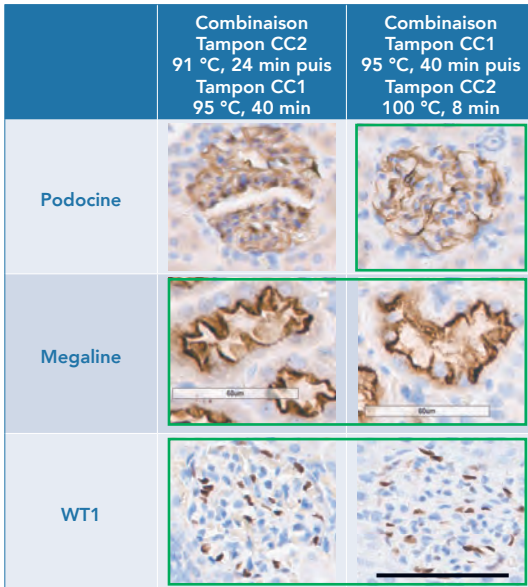 Combinaison
Tampon CC2
91 °C, 24 min puis
Tampon CC1
95 °C, 40 min
Combinaison
Tampon CC1
95 °C, 40 min puis
Tampon CC2
100 °C, 8 min
Podocine
Megaline
60um
60um
WT1